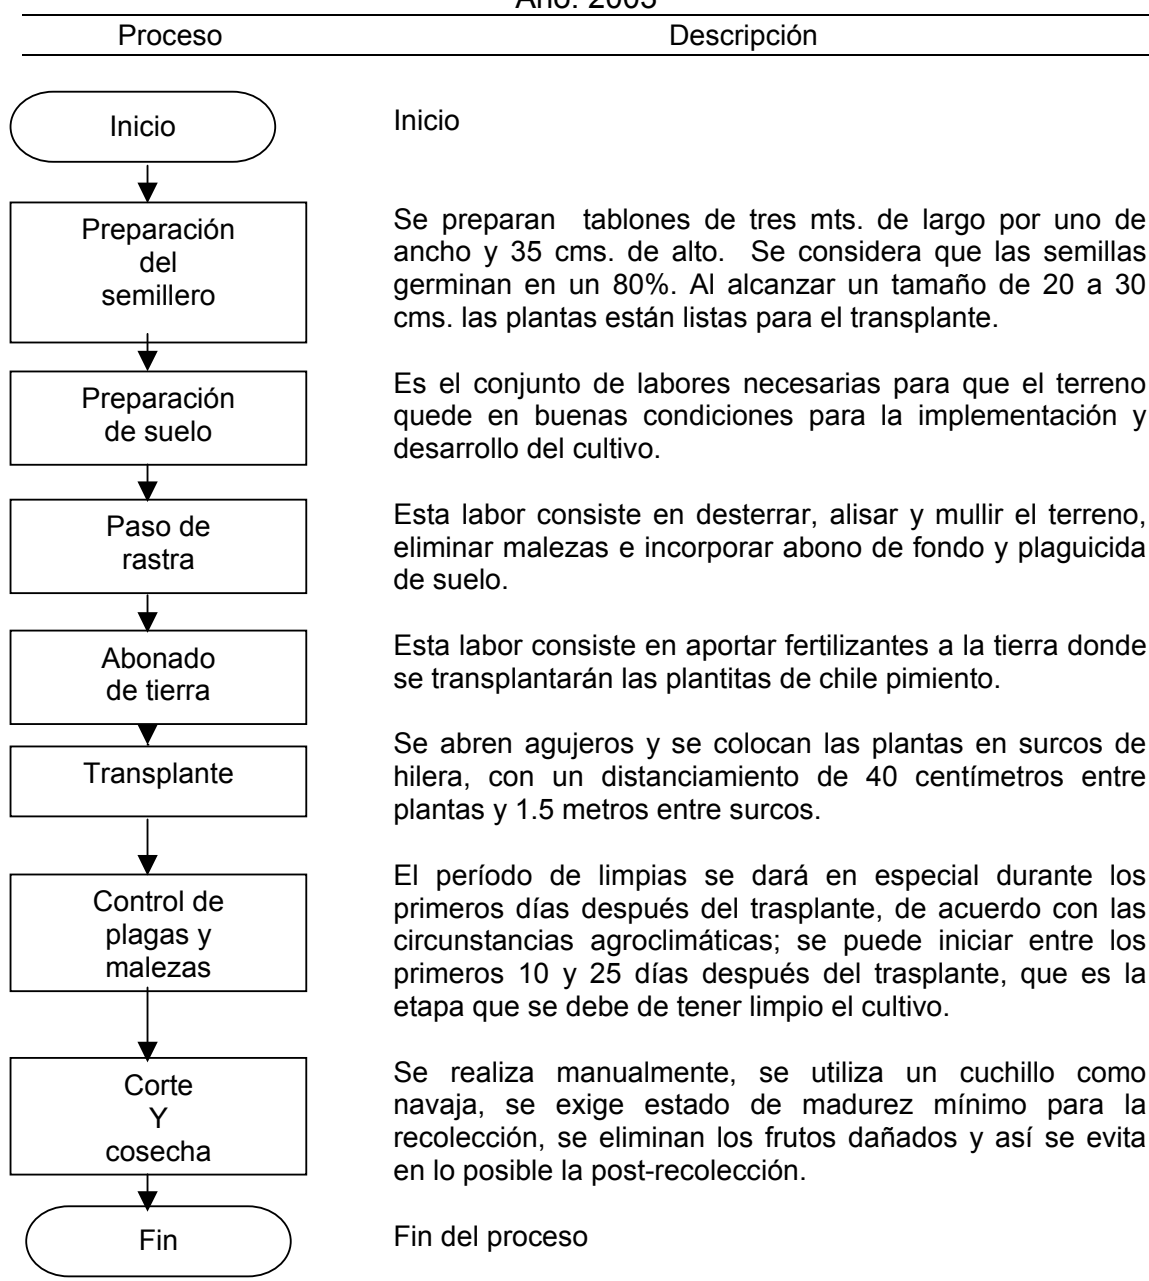 Proceso Descripción
Inicio
Inicio
Preparación
del
semillero
Se preparan tablones de tres mts. de largo por uno de
ancho y 35 cms. de alto. Se considera que las semillas
germinan en un 80%. Al alcanzar un tamaño de 20 a 30
cms. las plantas están listas para el transplante.
Preparación
de suelo
Es el conjunto de labores necesarias para que el terreno
quede en buenas condiciones para la implementación y
desarrollo del cultivo.
Paso de
rastra
Esta labor consiste en desterrar, alisar y mullir el terreno,
eliminar malezas e incorporar abono de fondo y plaguicida
de suelo.
Abonado
de tierra
Esta labor consiste en aportar fertilizantes a la tierra donde
se transplantarán las plantitas de chile pimiento.
Transplante
Se abren agujeros y se colocan las plantas en surcos de
hilera, con un distanciamiento de 40 centímetros entre
plantas y 1.5 metros entre surcos.
Control de
plagas y
malezas
El período de limpias se dará en especial durante los
primeros días después del trasplante, de acuerdo con las
circunstancias agroclimáticas; se puede iniciar entre los
primeros 10 y 25 días después del trasplante, que es la
etapa que se debe de tener limpio el cultivo.
Corte
Y
cosecha
Se realiza manualmente, se utiliza un cuchillo como
navaja, se exige estado de madurez mínimo para la
recolección, se eliminan los frutos dañados y así se evita
en lo posible la post-recolección.
Fin
Fin del proceso